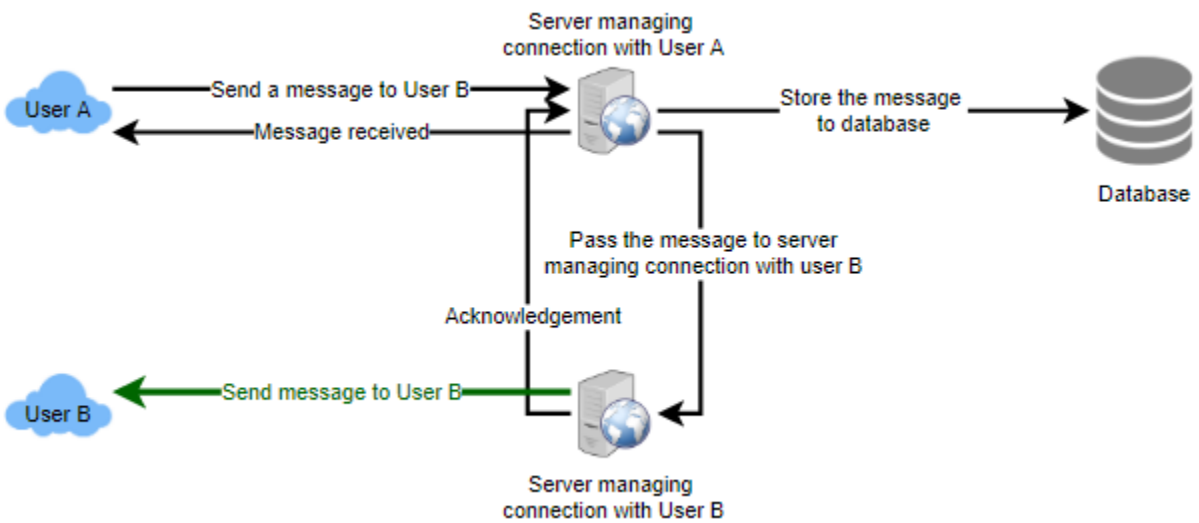 Server managing
connection with User A
User A
Send a message to User B
Message received
Store the message
to database
Database
Pass the message to server
managing connection with user B
Acknowledgement
User B
Send message to User B
Server managing
connection with User B